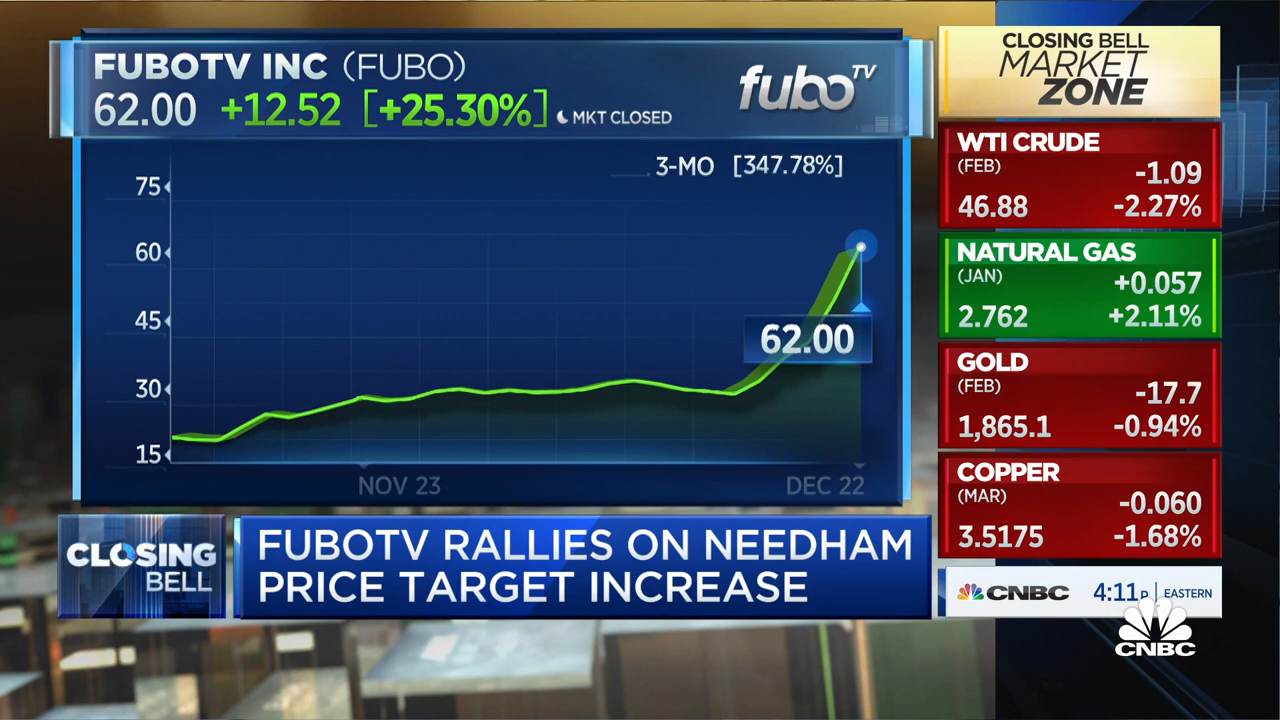 FUBOTV INC (FUBO)
62.00 +12.52 [+25.30%] MKT CLOSED
fuboTV
3-MO [347.78%]
75
60
45
30
15
62.00
NOV 23
DEC 22
CLOSING
BELL
FUBOTV RALLIES ON NEEDHAM
PRICE TARGET INCREASE
CLOSING BELL
MARKET
ZONE
WTI CRUDE
(FEB)
-1.09
46.88 -2.27%
NATURAL GAS
(JAN)
+0.057
2.762 +2.11%
GOLD
(FEB)
-17.7
1,865.1 -0.94%
COPPER
(MAR)
-0.060
3.5175 -1.68%
CNBC 4:11P EASTERN
CNBC